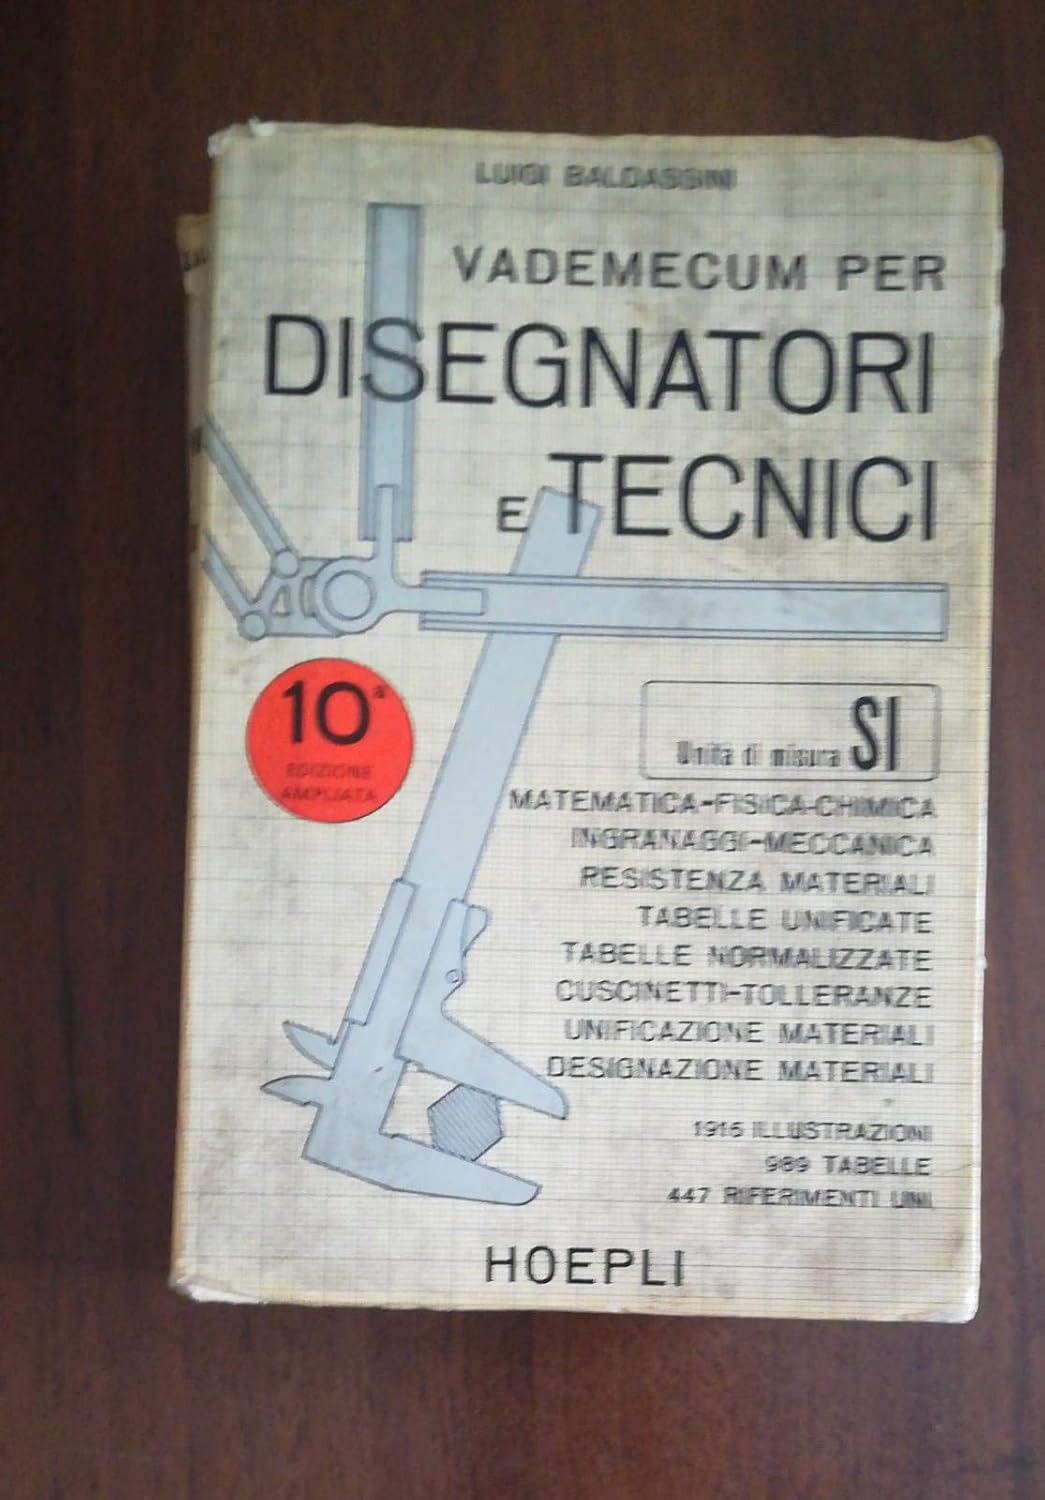 LUIGI BALDASSINI
VADEMECUM PER
DISEGNATORI
E TECNICI
10ª
EDIZIONE
AMPLIATA
Unità di misura SI
MATEMATICA-FISICA-CHIMICA
INGRANAGGI-MECCANICA
RESISTENZA MATERIALI
TABELLE UNIFICATE
TABELLE NORMALIZZATE
CUSCINETTI-TOLLERANZE
UNIFICAZIONE MATERIALI
DESIGNAZIONE MATERIALI
ILLUSTRAZIONI
989 TABELLE
447 RIFERIMENTI UNI
HOEPLI